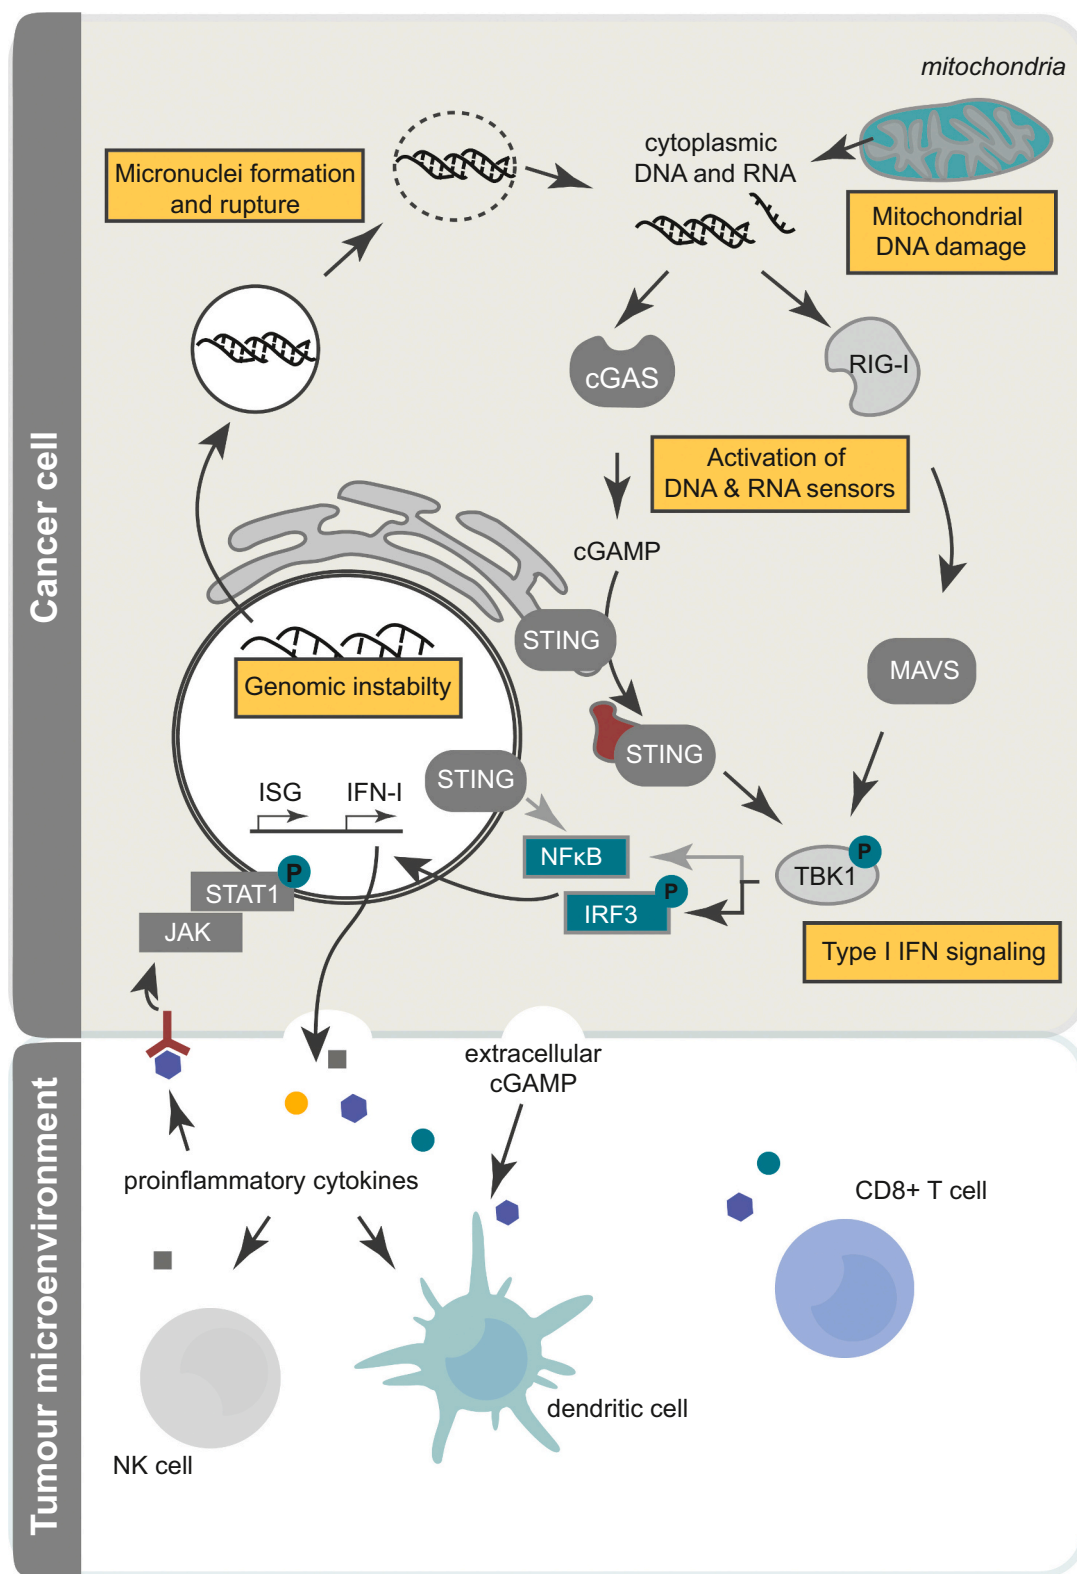 Cancer cell
mitochondria
cytoplasmic
DNA and RNA
Micronuclei formation
and rupture
Mitochondrial
DNA damage
cGAS
RIG-I
Activation of
DNA & RNA sensors
cGAMP
STING
MAVS
Genomic instabilty
STING
STING
ISG
IFN-I
NFκB
P
TBK1
P
IRF3
P
STAT1
JAK
Type I IFN signaling
Tumour microenvironment
extracellular
cGAMP
proinflammatory cytokines
CD8+ T cell
dendritic cell
NK cell